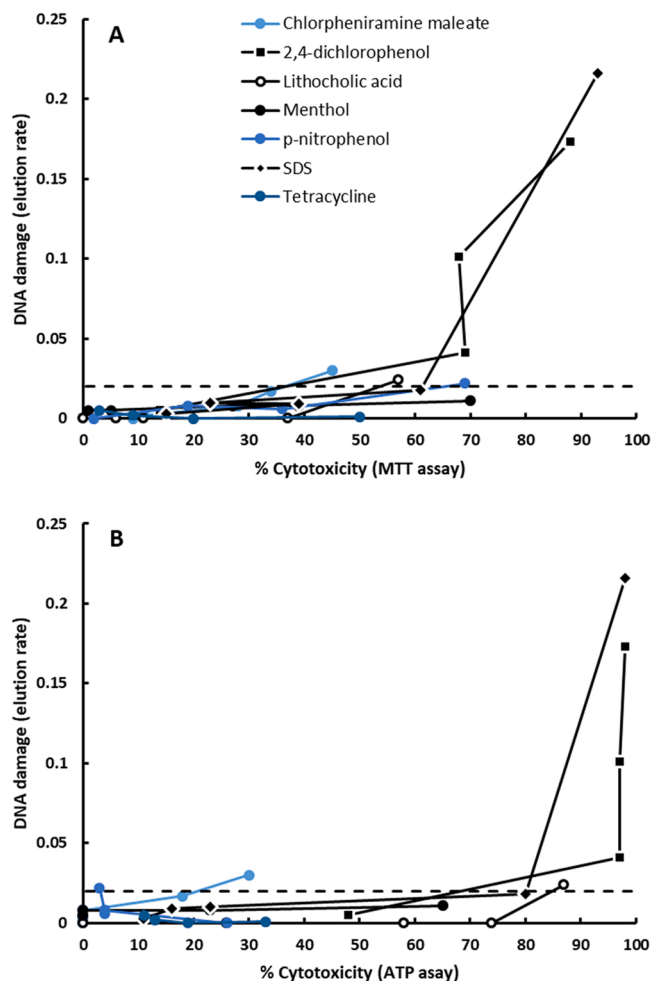 A
Chlorpheniramine maleate
2,4-dichlorophenol
Lithocholic acid
Menthol
p-nitrophenol
SDS
Tetracycline
DNA damage (elution rate)
0.25
0.2
0.15
0.1
0.05
0
0 10 20 30 40 50 60 70 80 90 100
% Cytotoxicity (MTT assay)
B
DNA damage (elution rate)
0.25
0.2
0.15
0.1
0.05
0
0 10 20 30 40 50 60 70 80 90 100
% Cytotoxicity (ATP asay)